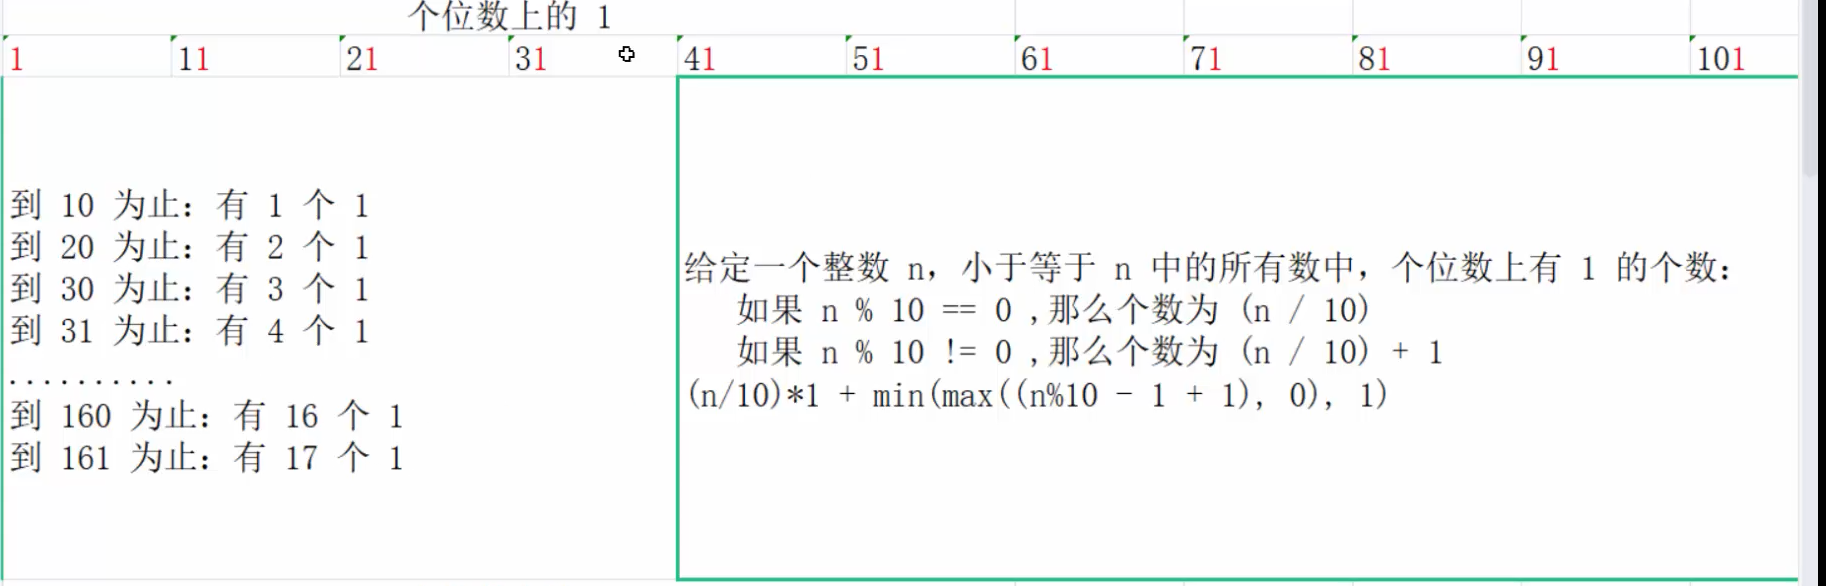 个位数上的 1
1 11 21 31 41 51 61 71 81 91 101
到 10 为止：有 1 个 1
到 20 为止：有 2 个 1
到 30 为止：有 3 个 1
到 31 为止：有 4 个 1
..........
到 160 为止：有 16 个 1
到 161 为止：有 17 个 1
给定一个整数 n，小于等于 n 中的所有数中，个位数上有 1 的个数：
如果 n % 10 == 0 ,那么个数为 (n / 10)
如果 n % 10 != 0 ,那么个数为 (n / 10) + 1
(n/10)*1 + min(max((n%10 - 1 + 1), 0), 1)